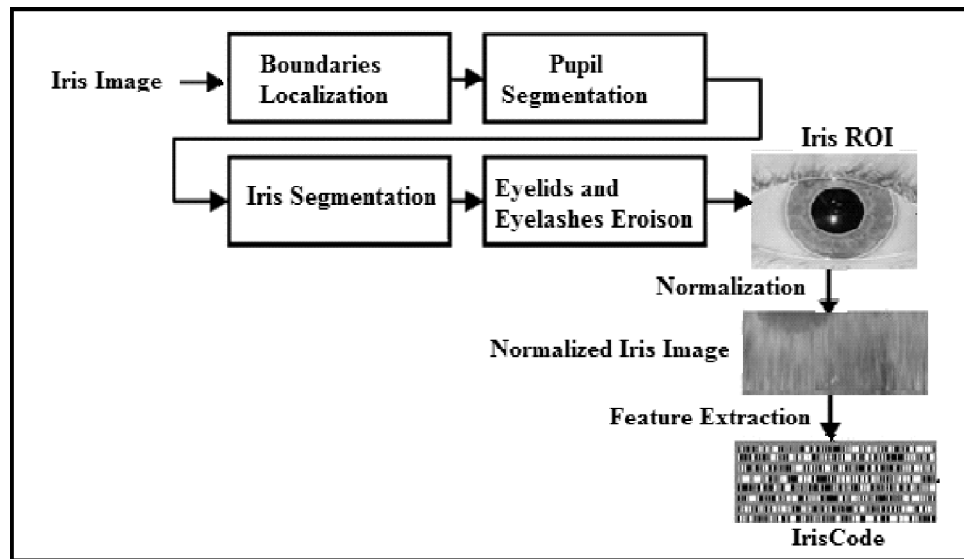 Iris Image
Boundaries
Localization
Pupil
Segmentation
Iris Segmentation
Eyelids and
Eyelashes Eroison
Iris ROI
Normalization
Normalized Iris Image
Feature Extraction
IrisCode